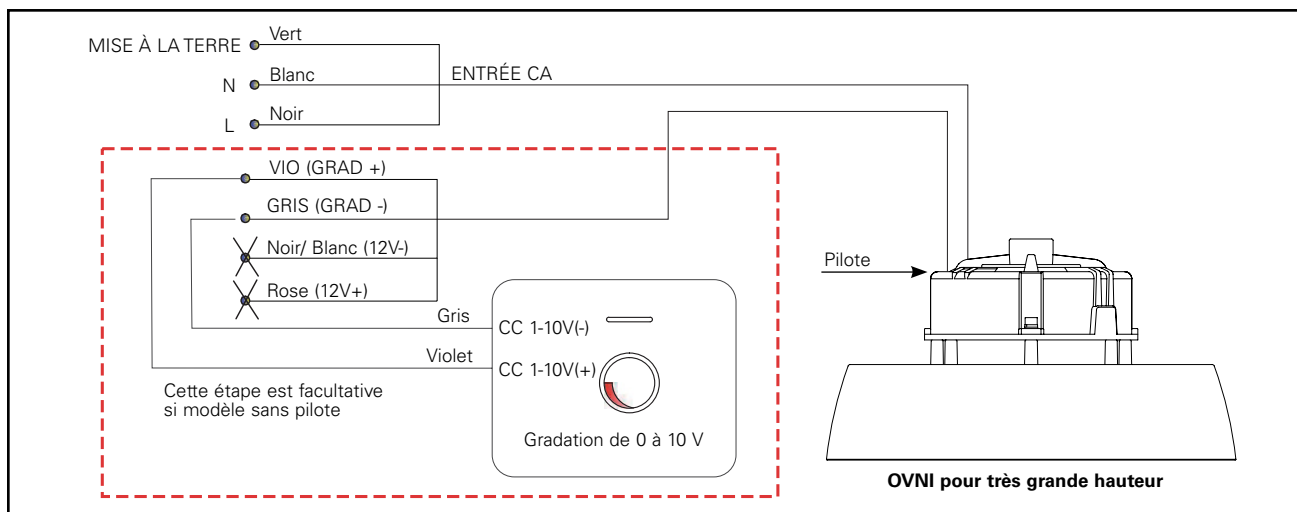 MISE À LA TERRE
Vert
N
Blanc
ENTRÉE CA
L
Noir
VIO (GRAD +)
GRIS (GRAD -)
Noir/ Blanc (12V-)
Rose (12V+)
Gris
CC 1-10V(-)
Violet
CC 1-10V(+)
Cette étape est facultative
si modèle sans pilote
Gradation de 0 à 10 V
Pilote
OVNI pour très grande hauteur